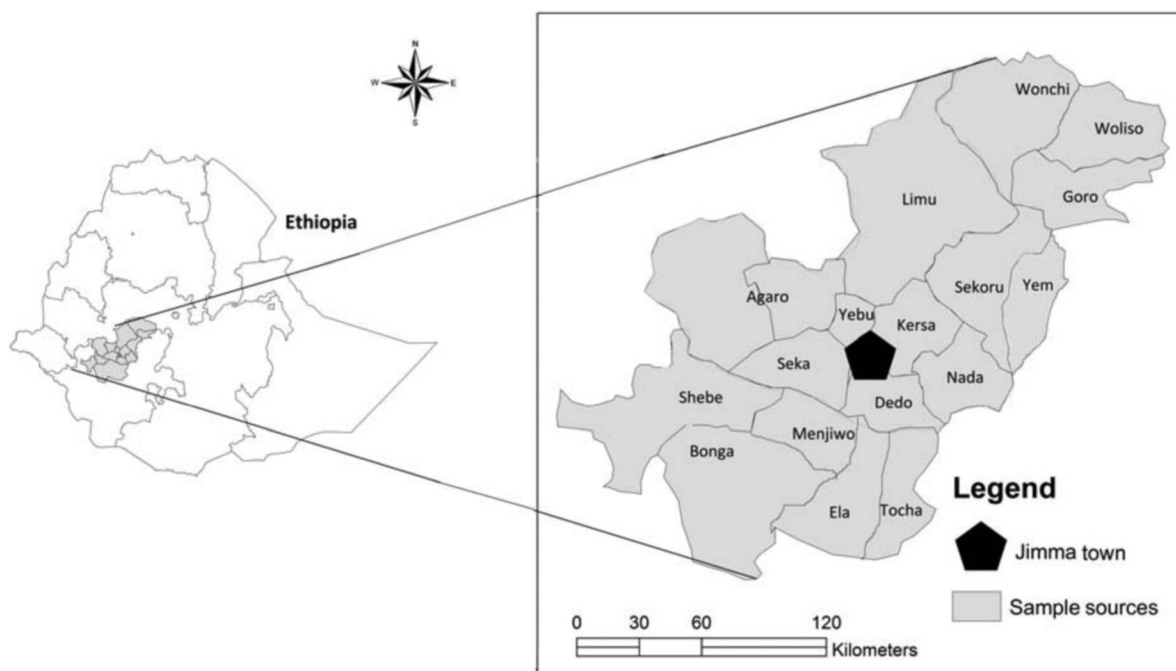 N
W E
S
Ethiopia
Wonchi
Woliso
Goro
Limu
Sekoru
Yem
Agaro
Yebu
Kersa
Seka
Nada
Shebe
Dedo
Menjiwo
Bonga
Ela
Tocha
Legend
Jimma town
Sample sources
0 30 60 120
Kilometers